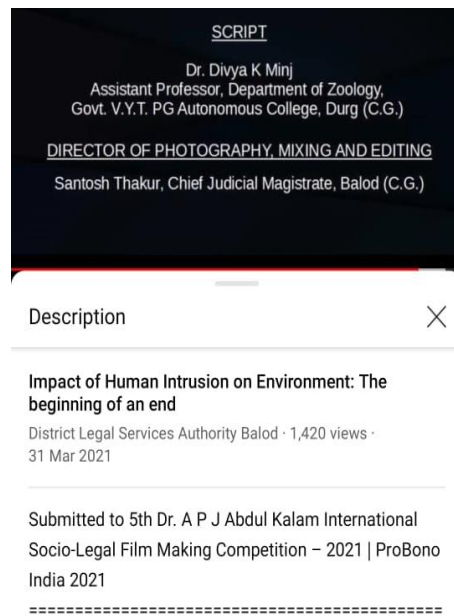 SCRIPT
Dr. Divya K Minj
Assistant Professor, Department of Zoology,
Govt. V.Y.T. PG Autonomous College, Durg (C.G.)
DIRECTOR OF PHOTOGRAPHY, MIXING AND EDITING
Santosh Thakur, Chief Judicial Magistrate, Balod (C.G.)
Description
Impact of Human Intrusion on Environment: The
beginning of an end
District Legal Services Authority Balod · 1,420 views ·
31 Mar 2021
Submitted to 5th Dr. A P J Abdul Kalam International
Socio-Legal Film Making Competition – 2021 | ProBono
India 2021
=============================================